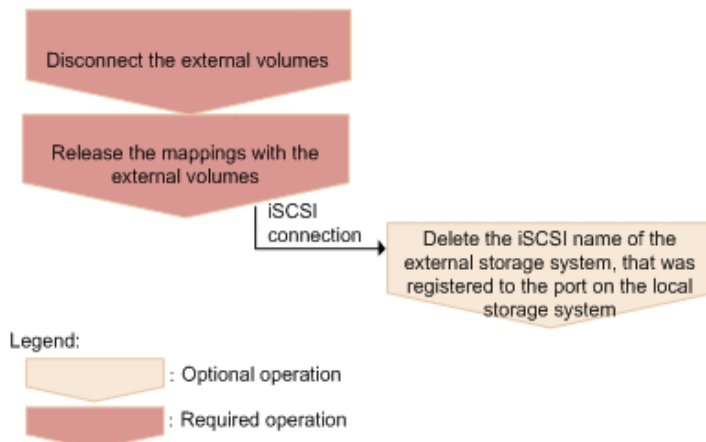 Disconnect the external volumes
Release the mappings with the
external volumes
iSCSI
connection
Delete the iSCSI name of the
external storage system, that was
registered to the port on the local
storage system
Legend:
: Optional operation
: Required operation